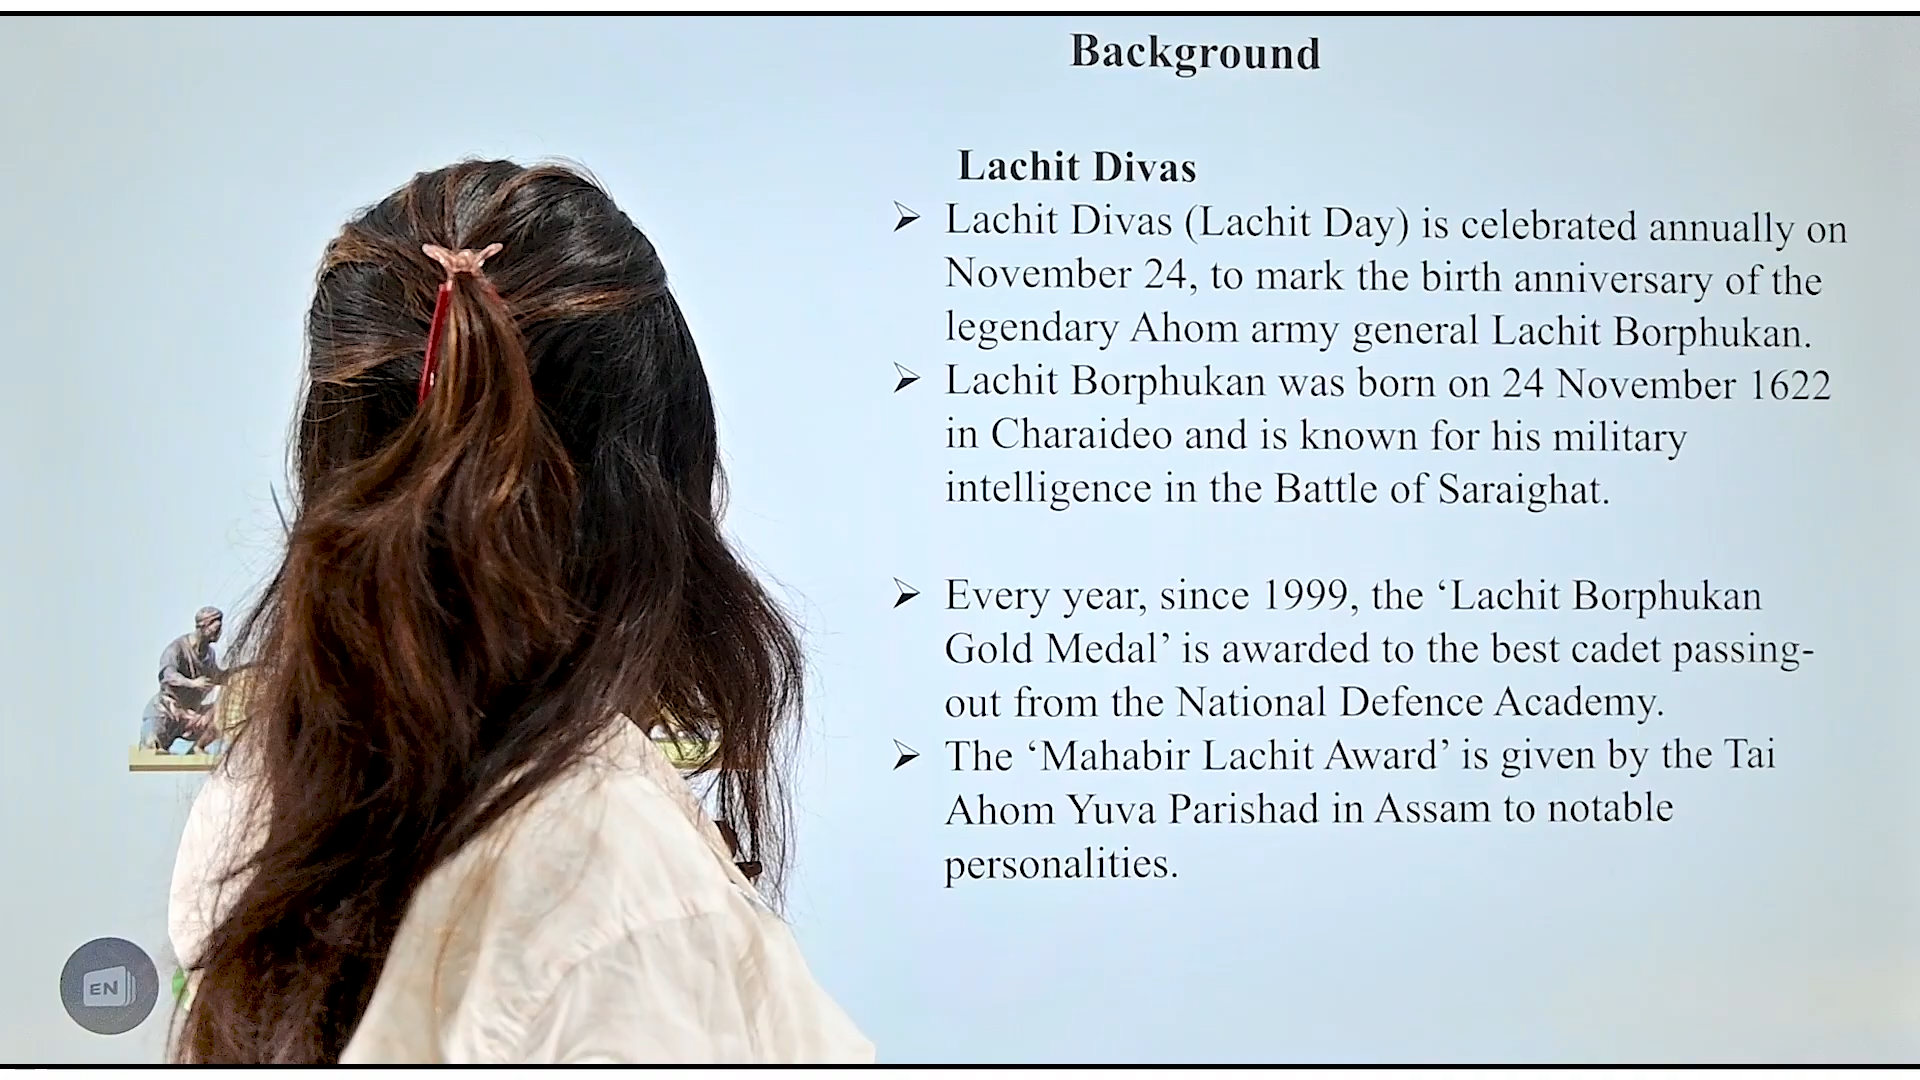 Background
Lachit Divas
➢ Lachit Divas (Lachit Day) is celebrated annually on
November 24, to mark the birth anniversary of the
legendary Ahom army general Lachit Borphukan.
➢ Lachit Borphukan was born on 24 November 1622
in Charaideo and is known for his military
intelligence in the Battle of Saraighat.
➢ Every year, since 1999, the ‘Lachit Borphukan
Gold Medal’ is awarded to the best cadet passing-
out from the National Defence Academy.
➢ The ‘Mahabir Lachit Award’ is given by the Tai
Ahom Yuva Parishad in Assam to notable
personalities.
EN